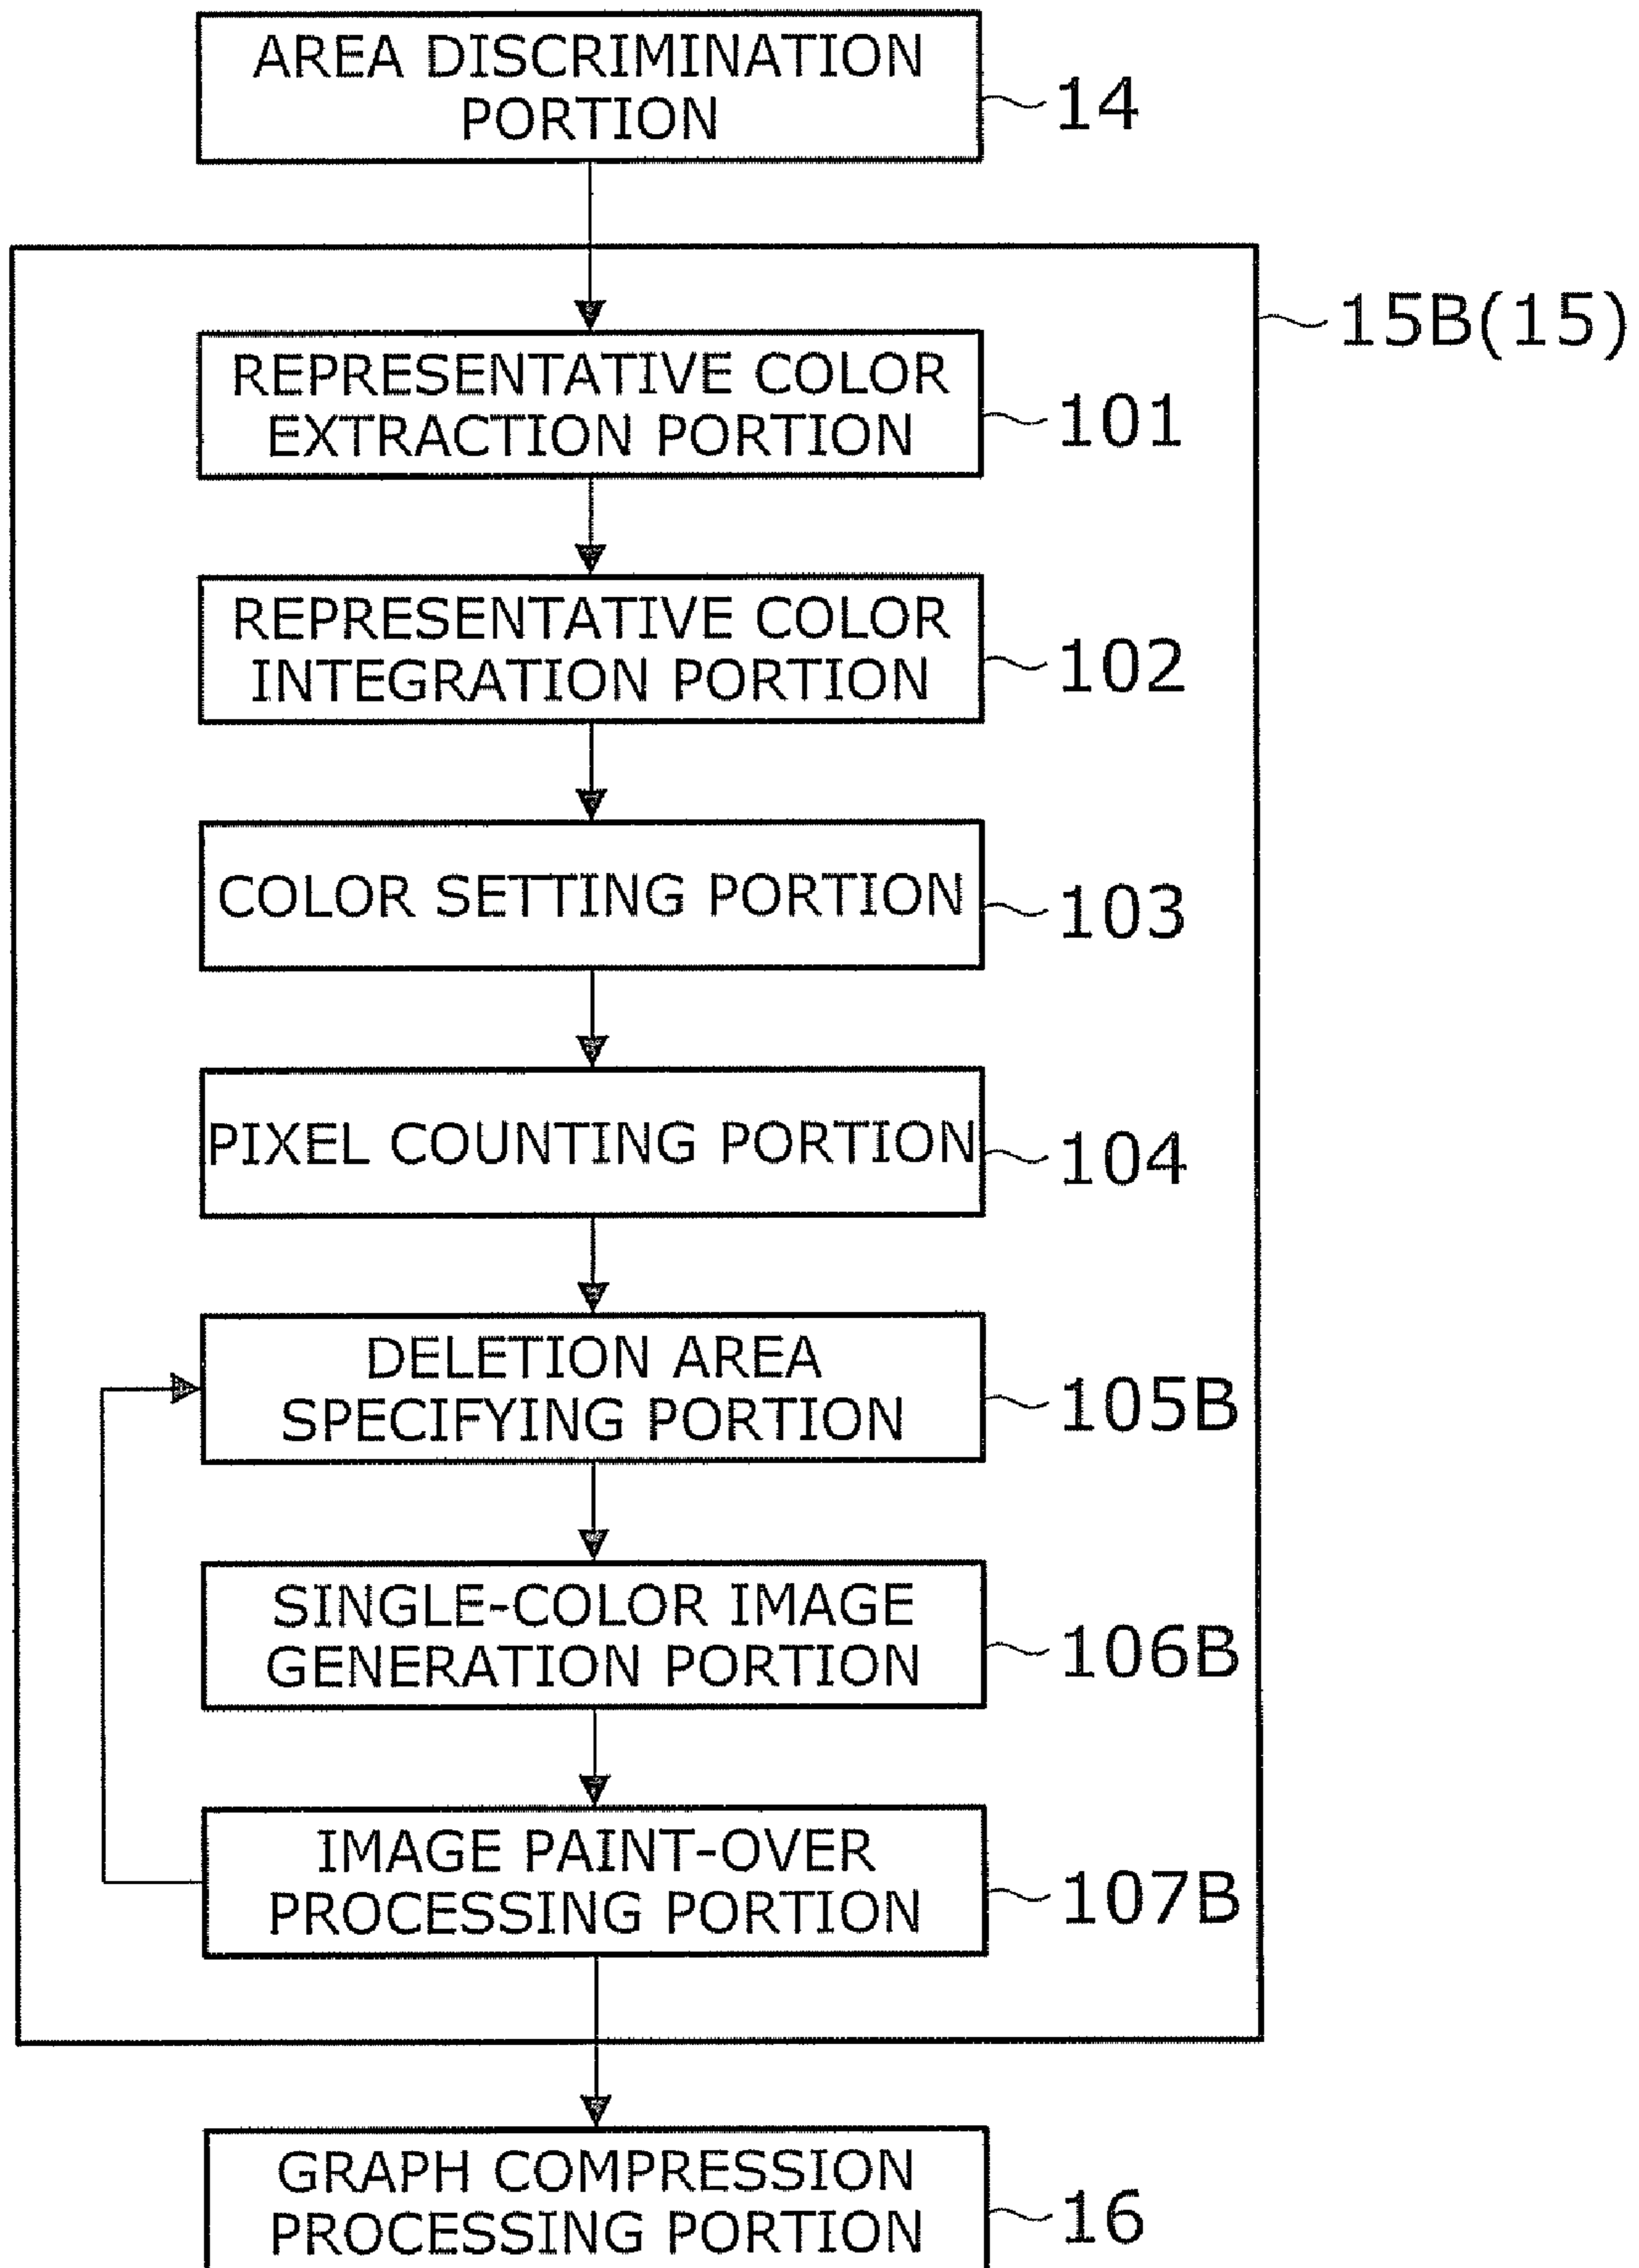 AREA DISCRIMINATION
PORTION
14
15B(15)
REPRESENTATIVE COLOR
EXTRACTION PORTION
101
REPRESENTATIVE COLOR
INTEGRATION PORTION
102
COLOR SETTING PORTION
103
PIXEL COUNTING PORTION
104
DELETION AREA
SPECIFYING PORTION
105B
SINGLE-COLOR IMAGE
GENERATION PORTION
106B
IMAGE PAINT-OVER
PROCESSING PORTION
107B
GRAPH COMPRESSION
PROCESSING PORTION
16